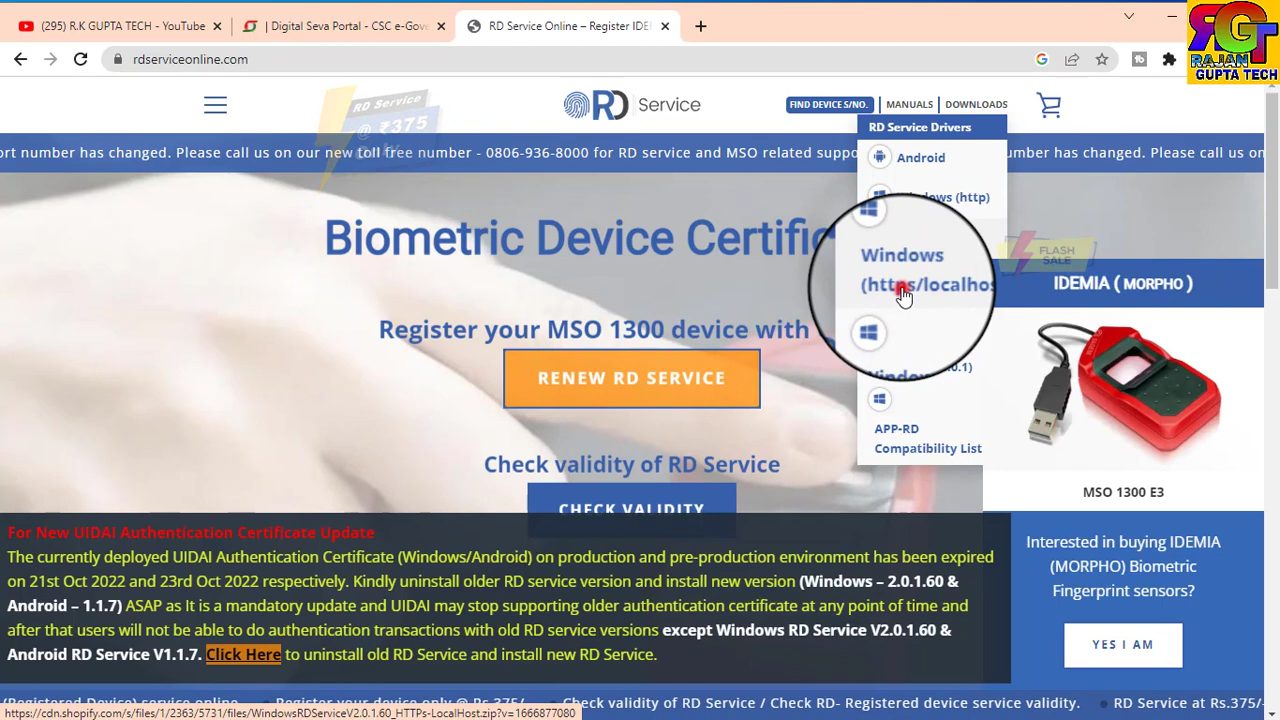 (295) R.K GUPTA TECH - YouTube
| Digital Seva Portal - CSC e-Gove
RD Service Online – Register IDE
RGT
RAJAN
GUPTA TECH
rdserviceonline.com
RD Service
@ ₹375
Only
RD Service
FIND DEVICE S/NO.
MANUALS
DOWNLOADS
ort number has changed. Please call us on our new toll free number - 0806-936-8000 for RD service and MSO related suppo
umber has changed. Please call us on
RD Service Drivers
Android
Windows (http)
Windows
(https/localhos
Window
.0.1)
APP-RD
Compatibility List
Biometric Device Certific
Register your MSO 1300 device with
RENEW RD SERVICE
Check validity of RD Service
CHECK VALIDITY
FLASH
SALE
IDEMIA ( MORPHO )
MSO 1300 E3
Interested in buying IDEMIA
(MORPHO) Biometric
Fingerprint sensors?
YES I AM
For New UIDAI Authentication Certificate Update
The currently deployed UIDAI Authentication Certificate (Windows/Android) on production and pre-production environment has been expired
on 21st Oct 2022 and 23rd Oct 2022 respectively. Kindly uninstall older RD service version and install new version (Windows – 2.0.1.60 &
Android – 1.1.7) ASAP as It is a mandatory update and UIDAI may stop supporting older authentication certificate at any point of time and
after that users will not be able to do authentication transactions with old RD service versions except Windows RD Service V2.0.1.60 &
Android RD Service V1.1.7. Click Here to uninstall old RD Service and install new RD Service.
(Registered Device) service online
Register your device only @ Rs.375/
Check validity of RD Service / Check RD- Registered device service validity.
RD Service at Rs.375/-
https://cdn.shopify.com/s/files/1/2363/5731/files/WindowsRDServiceV2.0.1.60_HTTPs-LocalHost.zip?v=1666877080